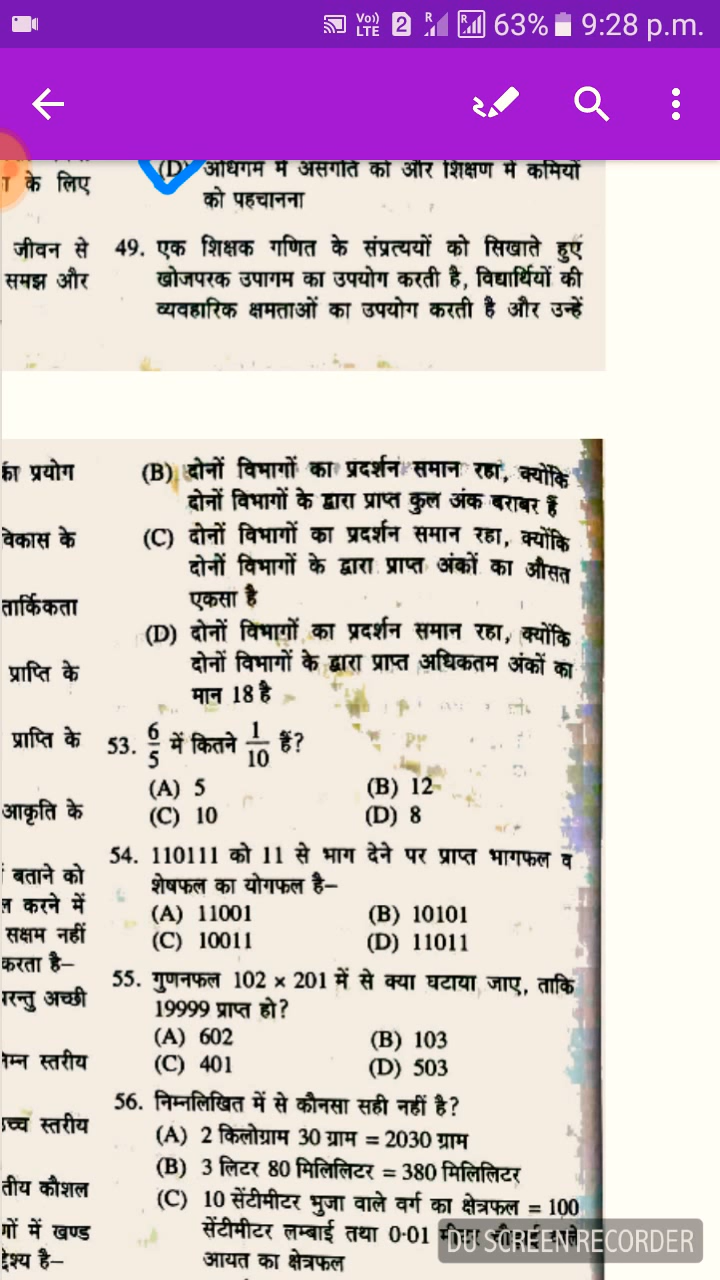 Vo))
LTE
2
R
R
63%
9:28 p.m.
के लिए
जीवन से
समझ और
(D) अधिगम में असंगति को और शिक्षण में कमियों
को पहचानना
49. एक शिक्षक गणित के संप्रत्ययों को सिखाते हुए
खोजपरक उपागम का उपयोग करती है, विद्यार्थियों की
व्यवहारिक क्षमताओं का उपयोग करती है और उन्हें
का प्रयोग
विकास के
तार्किकता
प्राप्ति के
प्राप्ति के
आकृति के
बताने को
करने में
सक्षम नहीं
करता है–
परन्तु अच्छी
निम्न स्तरीय
उच्च स्तरीय
तीय कौशल
में खण्ड
है–
(B) दोनों विभागों का प्रदर्शन समान रहा, क्योंकि
दोनों विभागों के द्वारा प्राप्त कुल अंक बराबर हैं
(C) दोनों विभागों का प्रदर्शन समान रहा, क्योंकि
दोनों विभागों के द्वारा प्राप्त अंकों का औसत
एकसा है
(D) दोनों विभागों का प्रदर्शन समान रहा, क्योंकि
दोनों विभागों के द्वारा प्राप्त अधिकतम अंकों का
मान 18 है
53. 6/5 में कितने 1/10 हैं?
(A) 5 (B) 12
(C) 10 (D) 8
54. 110111 को 11 से भाग देने पर प्राप्त भागफल व
शेषफल का योगफल है–
(A) 11001 (B) 10101
(C) 10011 (D) 11011
55. गुणनफल 102 × 201 में से क्या घटाया जाए, ताकि
19999 प्राप्त हो?
(A) 602 (B) 103
(C) 401 (D) 503
56. निम्नलिखित में से कौनसा सही नहीं है?
(A) 2 किलोग्राम 30 ग्राम = 2030 ग्राम
(B) 3 लिटर 80 मिलिलिटर = 380 मिलिलिटर
(C) 10 सेंटीमीटर भुजा वाले वर्ग का क्षेत्रफल = 100
सेंटीमीटर लम्बाई तथा 0·01
आयत का क्षेत्रफल
DU SCREEN RECORDER